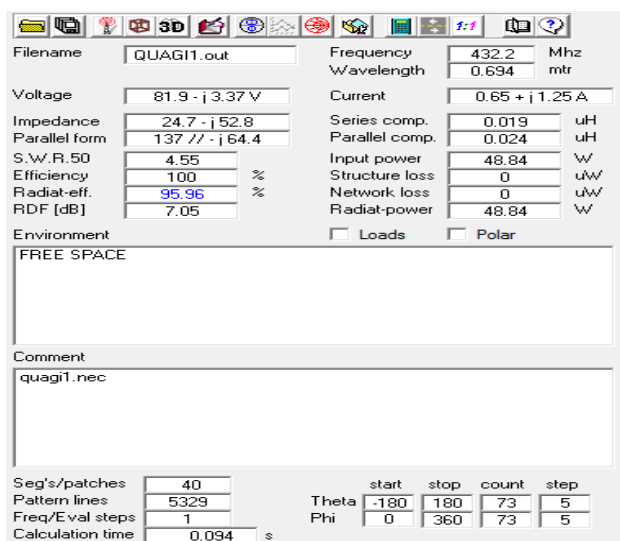 3D 1:1 ?
Filename QUAGI1.out Frequency 432.2 Mhz
Wavelength 0.694 mtr
Voltage 81.9 - j 3.37 V Current 0.65 + j 1.25 A
Impedance 24.7 - j 52.8 Series comp. 0.019 uH
Parallel form 137 // - j 64.4 Parallel comp. 0.024 uH
S.W.R.50 4.55 Input power 48.84 W
Efficiency 100 % Structure loss 0 uW
Radiat-eff. 95.96 % Network loss 0 uW
RDF [dB] 7.05 Radiat-power 48.84 W
Environment Loads Polar
FREE SPACE
Comment
quagi1.nec
Seg's/patches 40 start stop count step
Pattern lines 5329 Theta -180 180 73 5
Freq/Eval steps 1 Phi 0 360 73 5
Calculation time 0.094 s